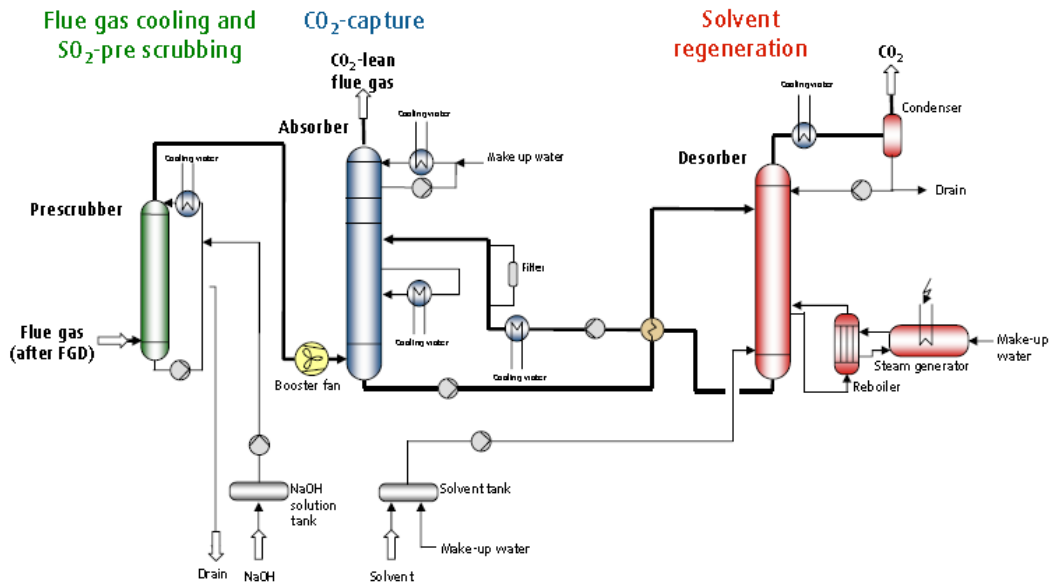 Flue gas cooling and
SO₂-pre scrubbing
CO₂-capture
Solvent
regeneration
CO₂-lean
flue gas
CO₂
Cooling water
Condenser
Absorber
Cooling water
Make up water
Desorber
Cooling water
Prescrubber
Drain
Filter
Flue gas
(after FGD)
Cooling water
Make-up
water
Steam generator
Booster fan
Cooling water
Reboiler
NaOH
solution
tank
Solvent tank
Make-up water
Drain
NaOH
Solvent